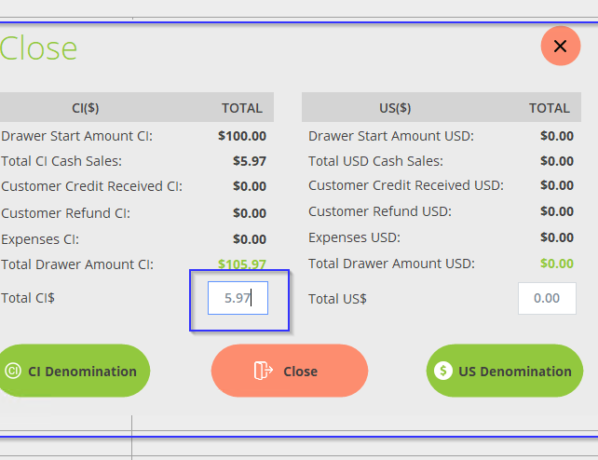 Close
CI($) TOTAL US($) TOTAL
Drawer Start Amount CI: $100.00 Drawer Start Amount USD: $0.00
Total CI Cash Sales: $5.97 Total USD Cash Sales: $0.00
Customer Credit Received CI: $0.00 Customer Credit Received USD: $0.00
Customer Refund CI: $0.00 Customer Refund USD: $0.00
Expenses CI: $0.00 Expenses USD: $0.00
Total Drawer Amount CI: $105.97 Total Drawer Amount USD: $0.00
Total CI$ 5.97 Total US$ 0.00
CI CI Denomination Close $ US Denomination